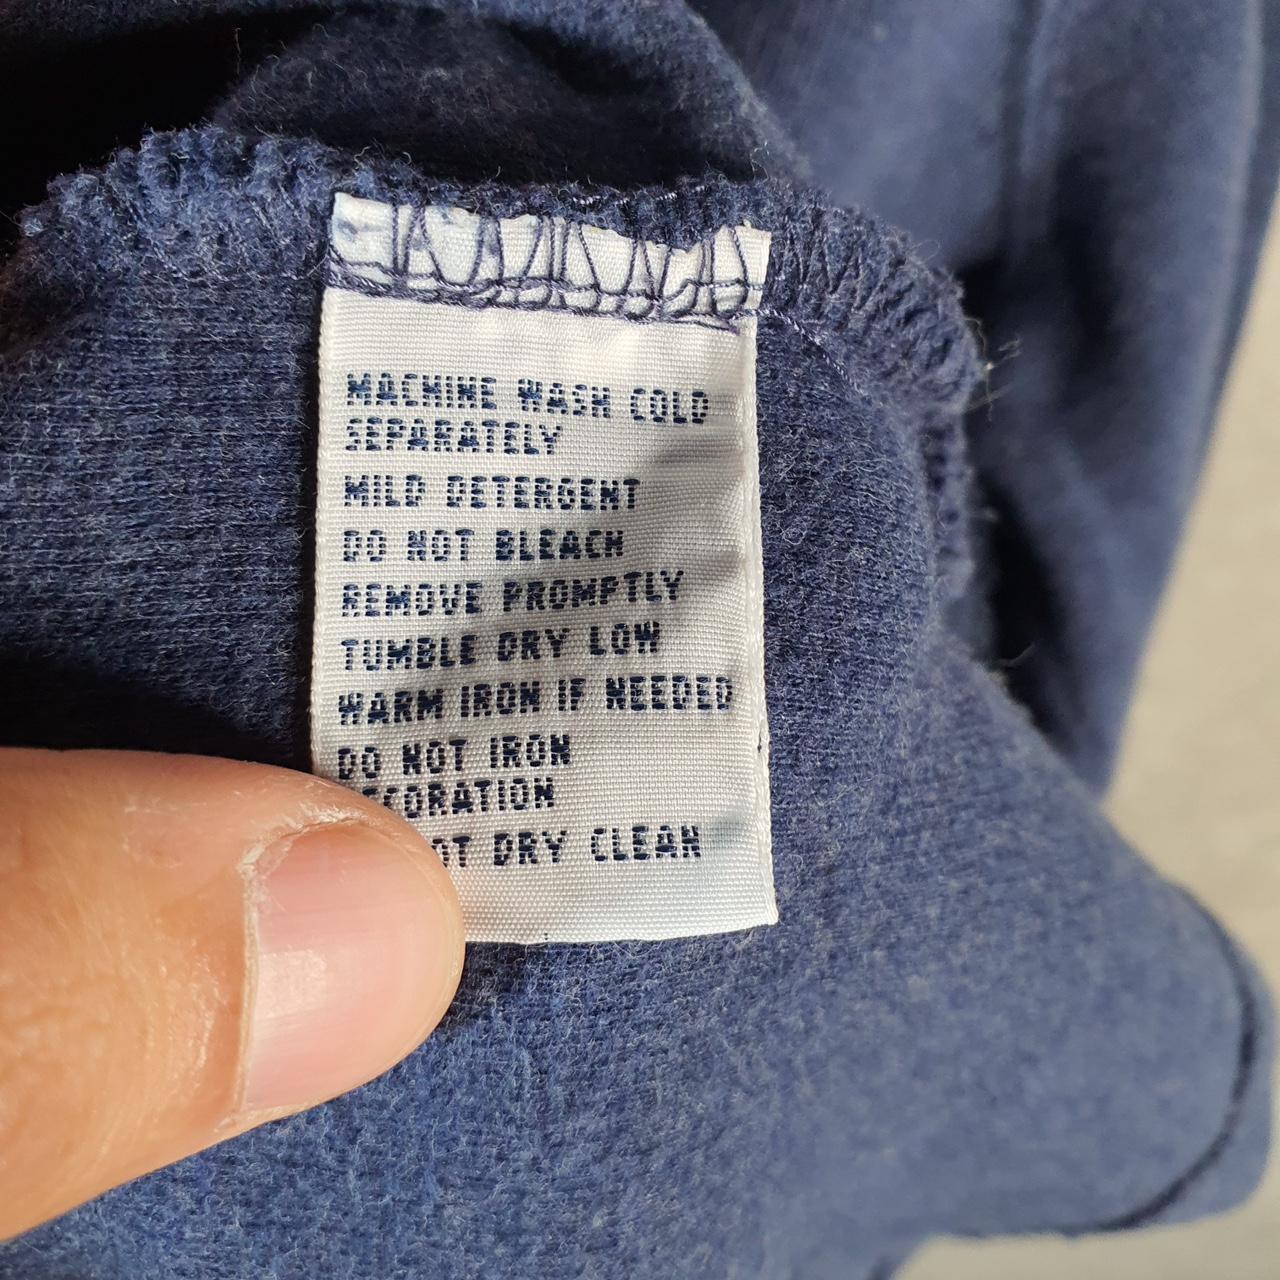 MACHINE WASH COLD
SEPARATELY
MILD DETERGENT
DO NOT BLEACH
REMOVE PROMPTLY
TUMBLE DRY LOW
WARM IRON IF NEEDED
DO NOT IRON
DECORATION
DRY CLEAN